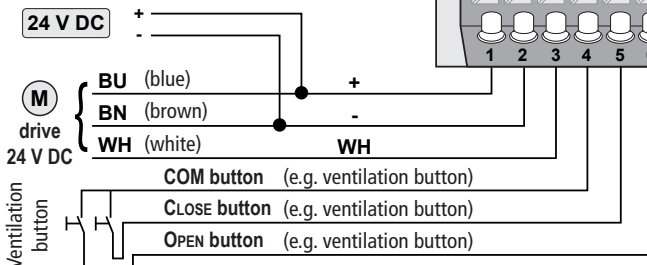 24 V DC + -
1 2 3 4 5
BU (blue) +
M
BN (brown) -
drive
24 V DC
WH (white) WH
COM button (e.g. ventilation button)
Ventilation
button
CLOSE button (e.g. ventilation button)
OPEN button (e.g. ventilation button)